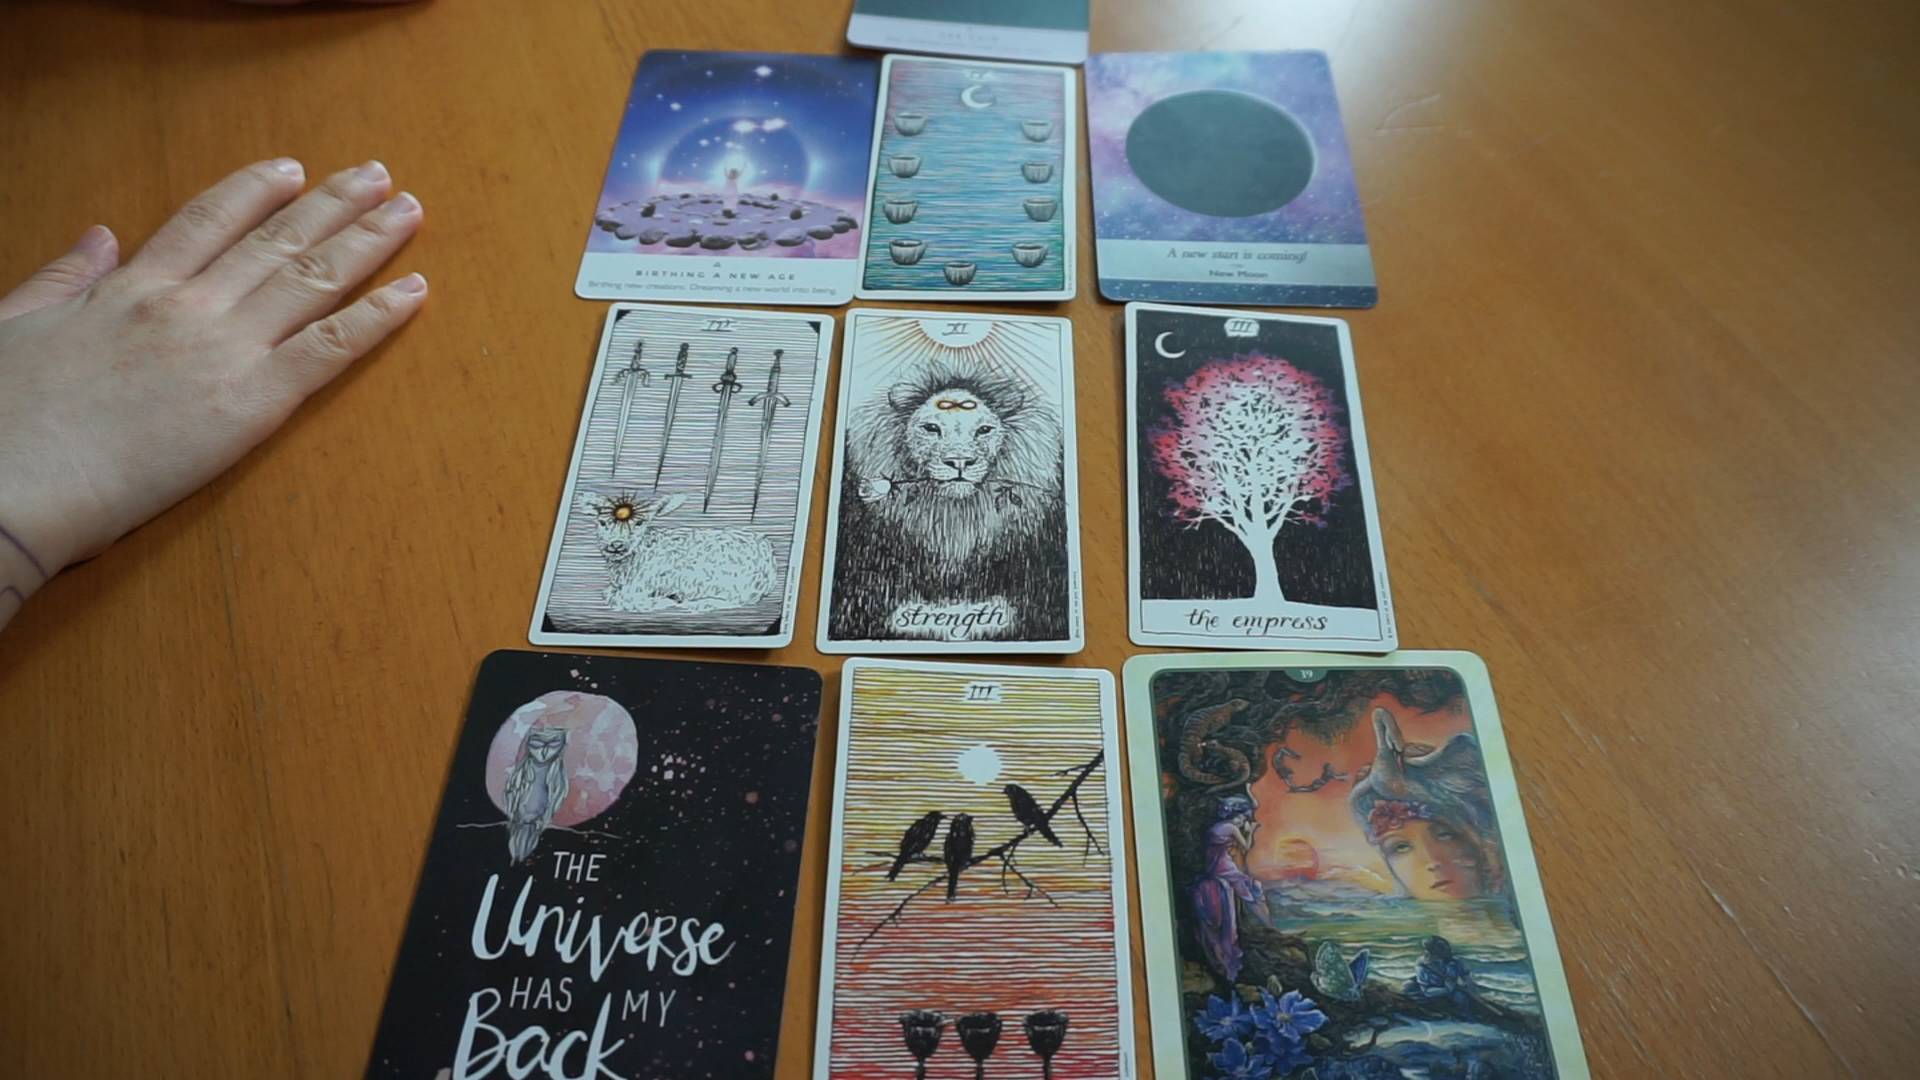 BIRTHING A NEW AGE
Birthing new creations. Dreaming a new world into being.
A new start is coming!
New Moon
IV
XI
strength
III
the empress
THE
Universe
HAS MY
Back
III
39